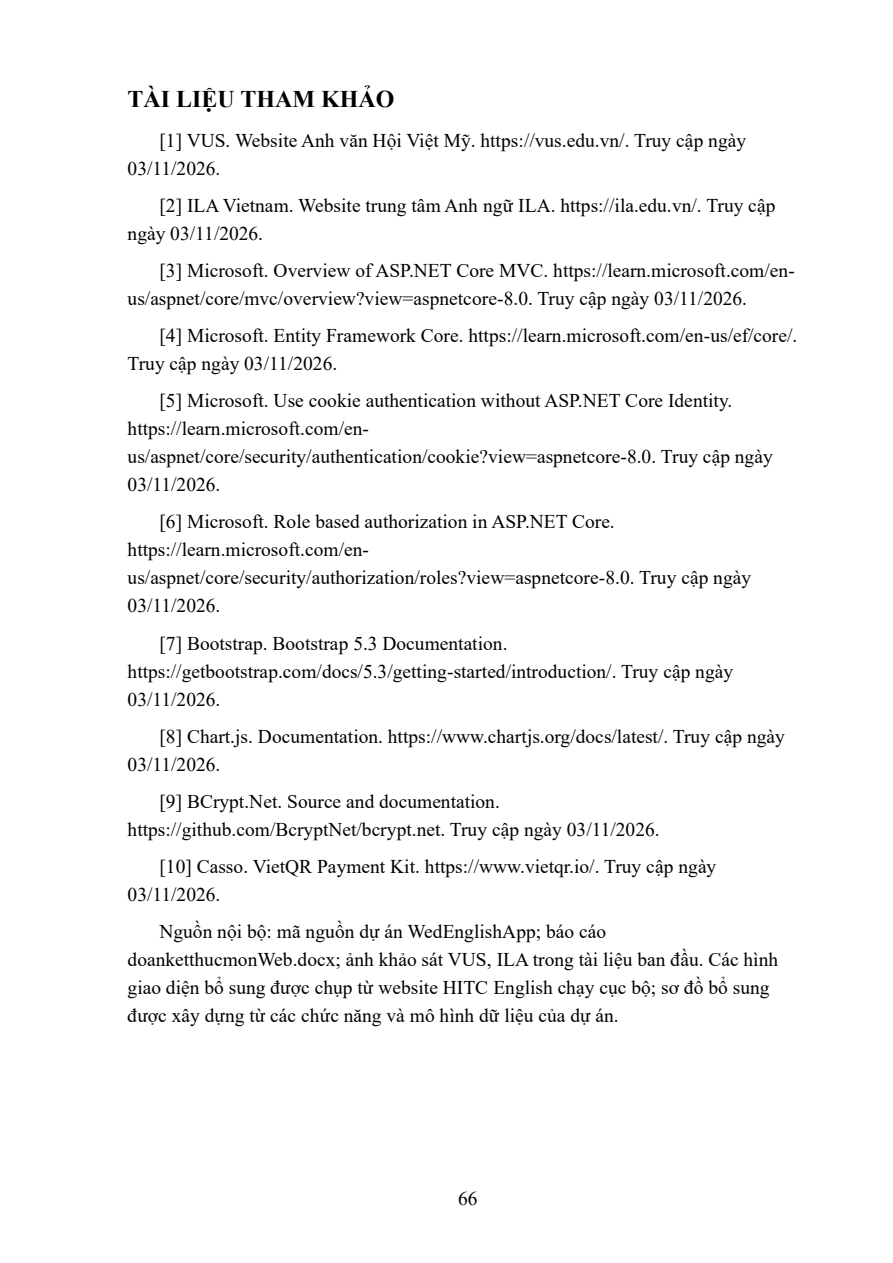 TÀI LIỆU THAM KHẢO
[1] VUS. Website Anh văn Hội Việt Mỹ. https://vus.edu.vn/. Truy cập ngày
03/11/2026.
[2] ILA Vietnam. Website trung tâm Anh ngữ ILA. https://ila.edu.vn/. Truy cập
ngày 03/11/2026.
[3] Microsoft. Overview of ASP.NET Core MVC. https://learn.microsoft.com/en-
us/aspnet/core/mvc/overview?view=aspnetcore-8.0. Truy cập ngày 03/11/2026.
[4] Microsoft. Entity Framework Core. https://learn.microsoft.com/en-us/ef/core/.
Truy cập ngày 03/11/2026.
[5] Microsoft. Use cookie authentication without ASP.NET Core Identity.
https://learn.microsoft.com/en-
us/aspnet/core/security/authentication/cookie?view=aspnetcore-8.0. Truy cập ngày
03/11/2026.
[6] Microsoft. Role based authorization in ASP.NET Core.
https://learn.microsoft.com/en-
us/aspnet/core/security/authorization/roles?view=aspnetcore-8.0. Truy cập ngày
03/11/2026.
[7] Bootstrap. Bootstrap 5.3 Documentation.
https://getbootstrap.com/docs/5.3/getting-started/introduction/. Truy cập ngày
03/11/2026.
[8] Chart.js. Documentation. https://www.chartjs.org/docs/latest/. Truy cập ngày
03/11/2026.
[9] BCrypt.Net. Source and documentation.
https://github.com/BcryptNet/bcrypt.net. Truy cập ngày 03/11/2026.
[10] Casso. VietQR Payment Kit. https://www.vietqr.io/. Truy cập ngày
03/11/2026.
Nguồn nội bộ: mã nguồn dự án WedEnglishApp; báo cáo
doanketthucmonWeb.docx; ảnh khảo sát VUS, ILA trong tài liệu ban đầu. Các hình
giao diện bổ sung được chụp từ website HITC English chạy cục bộ; sơ đồ bổ sung
được xây dựng từ các chức năng và mô hình dữ liệu của dự án.
66